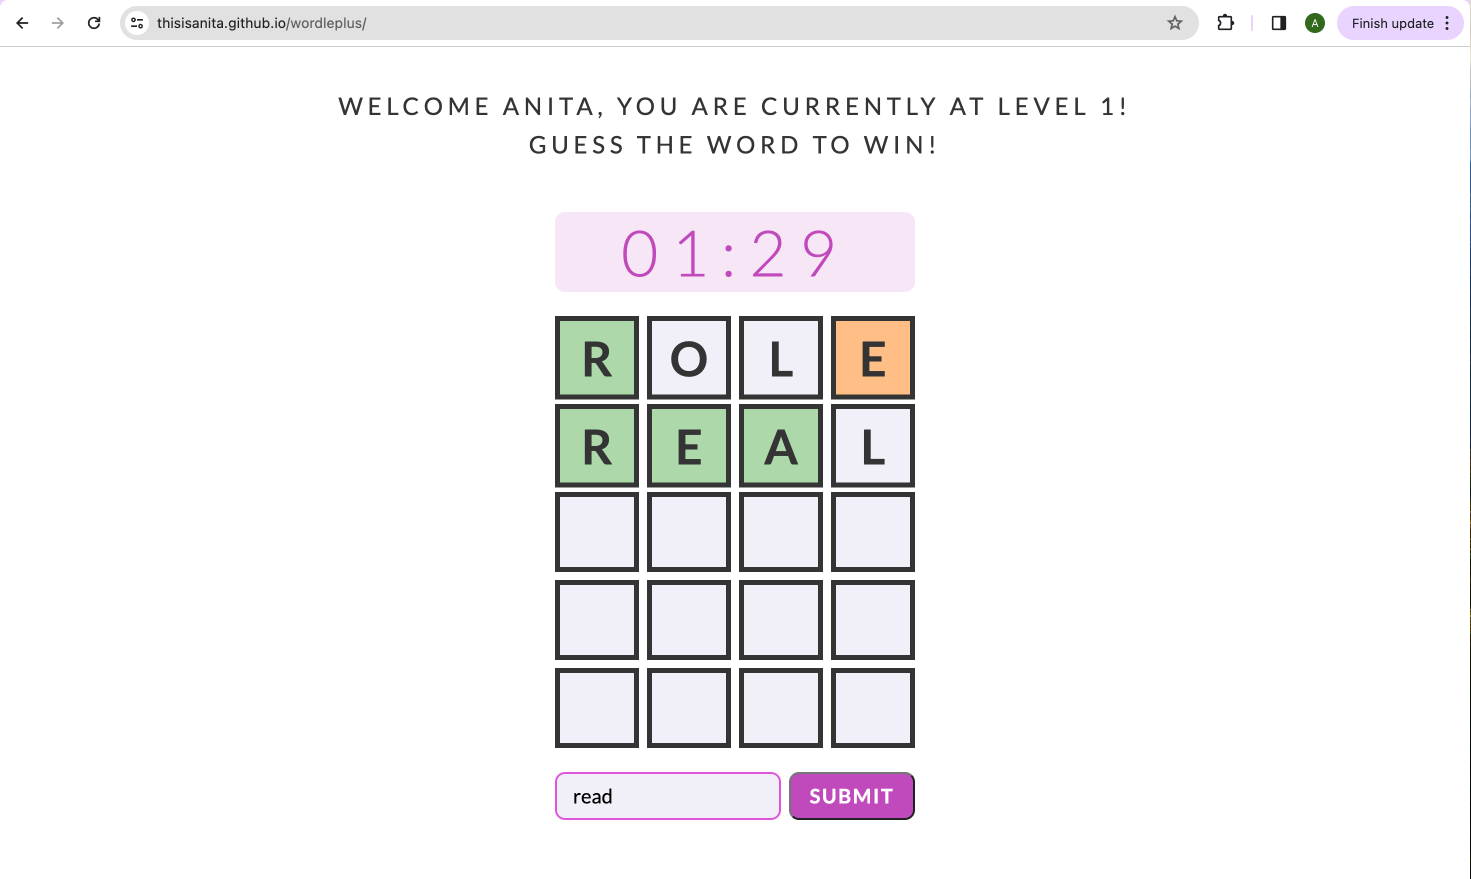 thisisanita.github.io/wordleplus/
A
Finish update
WELCOME ANITA, YOU ARE CURRENTLY AT LEVEL 1!
GUESS THE WORD TO WIN!
01:29
R O L E
R E A L
read
SUBMIT